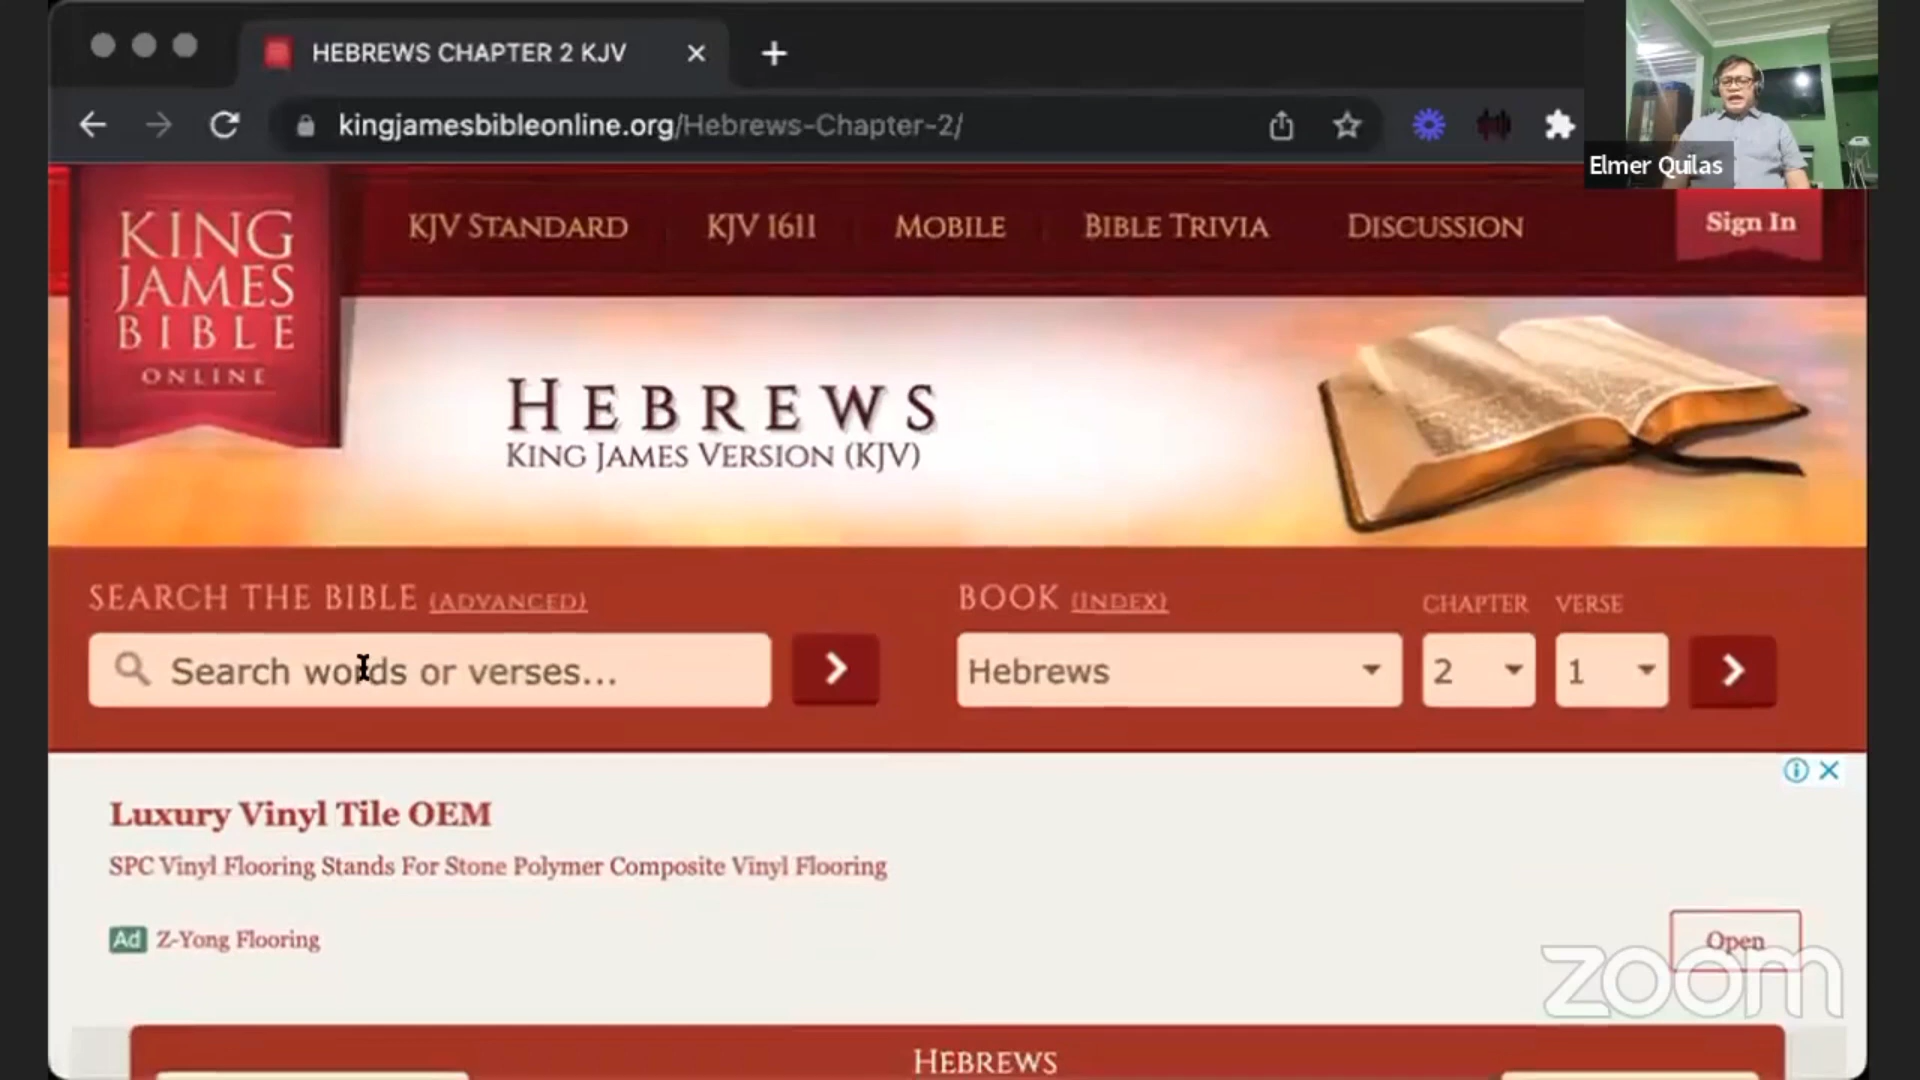 HEBREWS CHAPTER 2 KJV
kingjamesbibleonline.org/Hebrews-Chapter-2/
Elmer Quilas
KING
JAMES
BIBLE
ONLINE
KJV STANDARD
KJV 1611
MOBILE
BIBLE TRIVIA
DISCUSSION
Sign In
HEBREWS
KING JAMES VERSION (KJV)
SEARCH THE BIBLE (ADVANCED)
BOOK (INDEX)
CHAPTER
VERSE
Search words or verses...
Hebrews
2
1
Luxury Vinyl Tile OEM
SPC Vinyl Flooring Stands For Stone Polymer Composite Vinyl Flooring
Ad Z-Yong Flooring
Open
zoom
HEBREWS